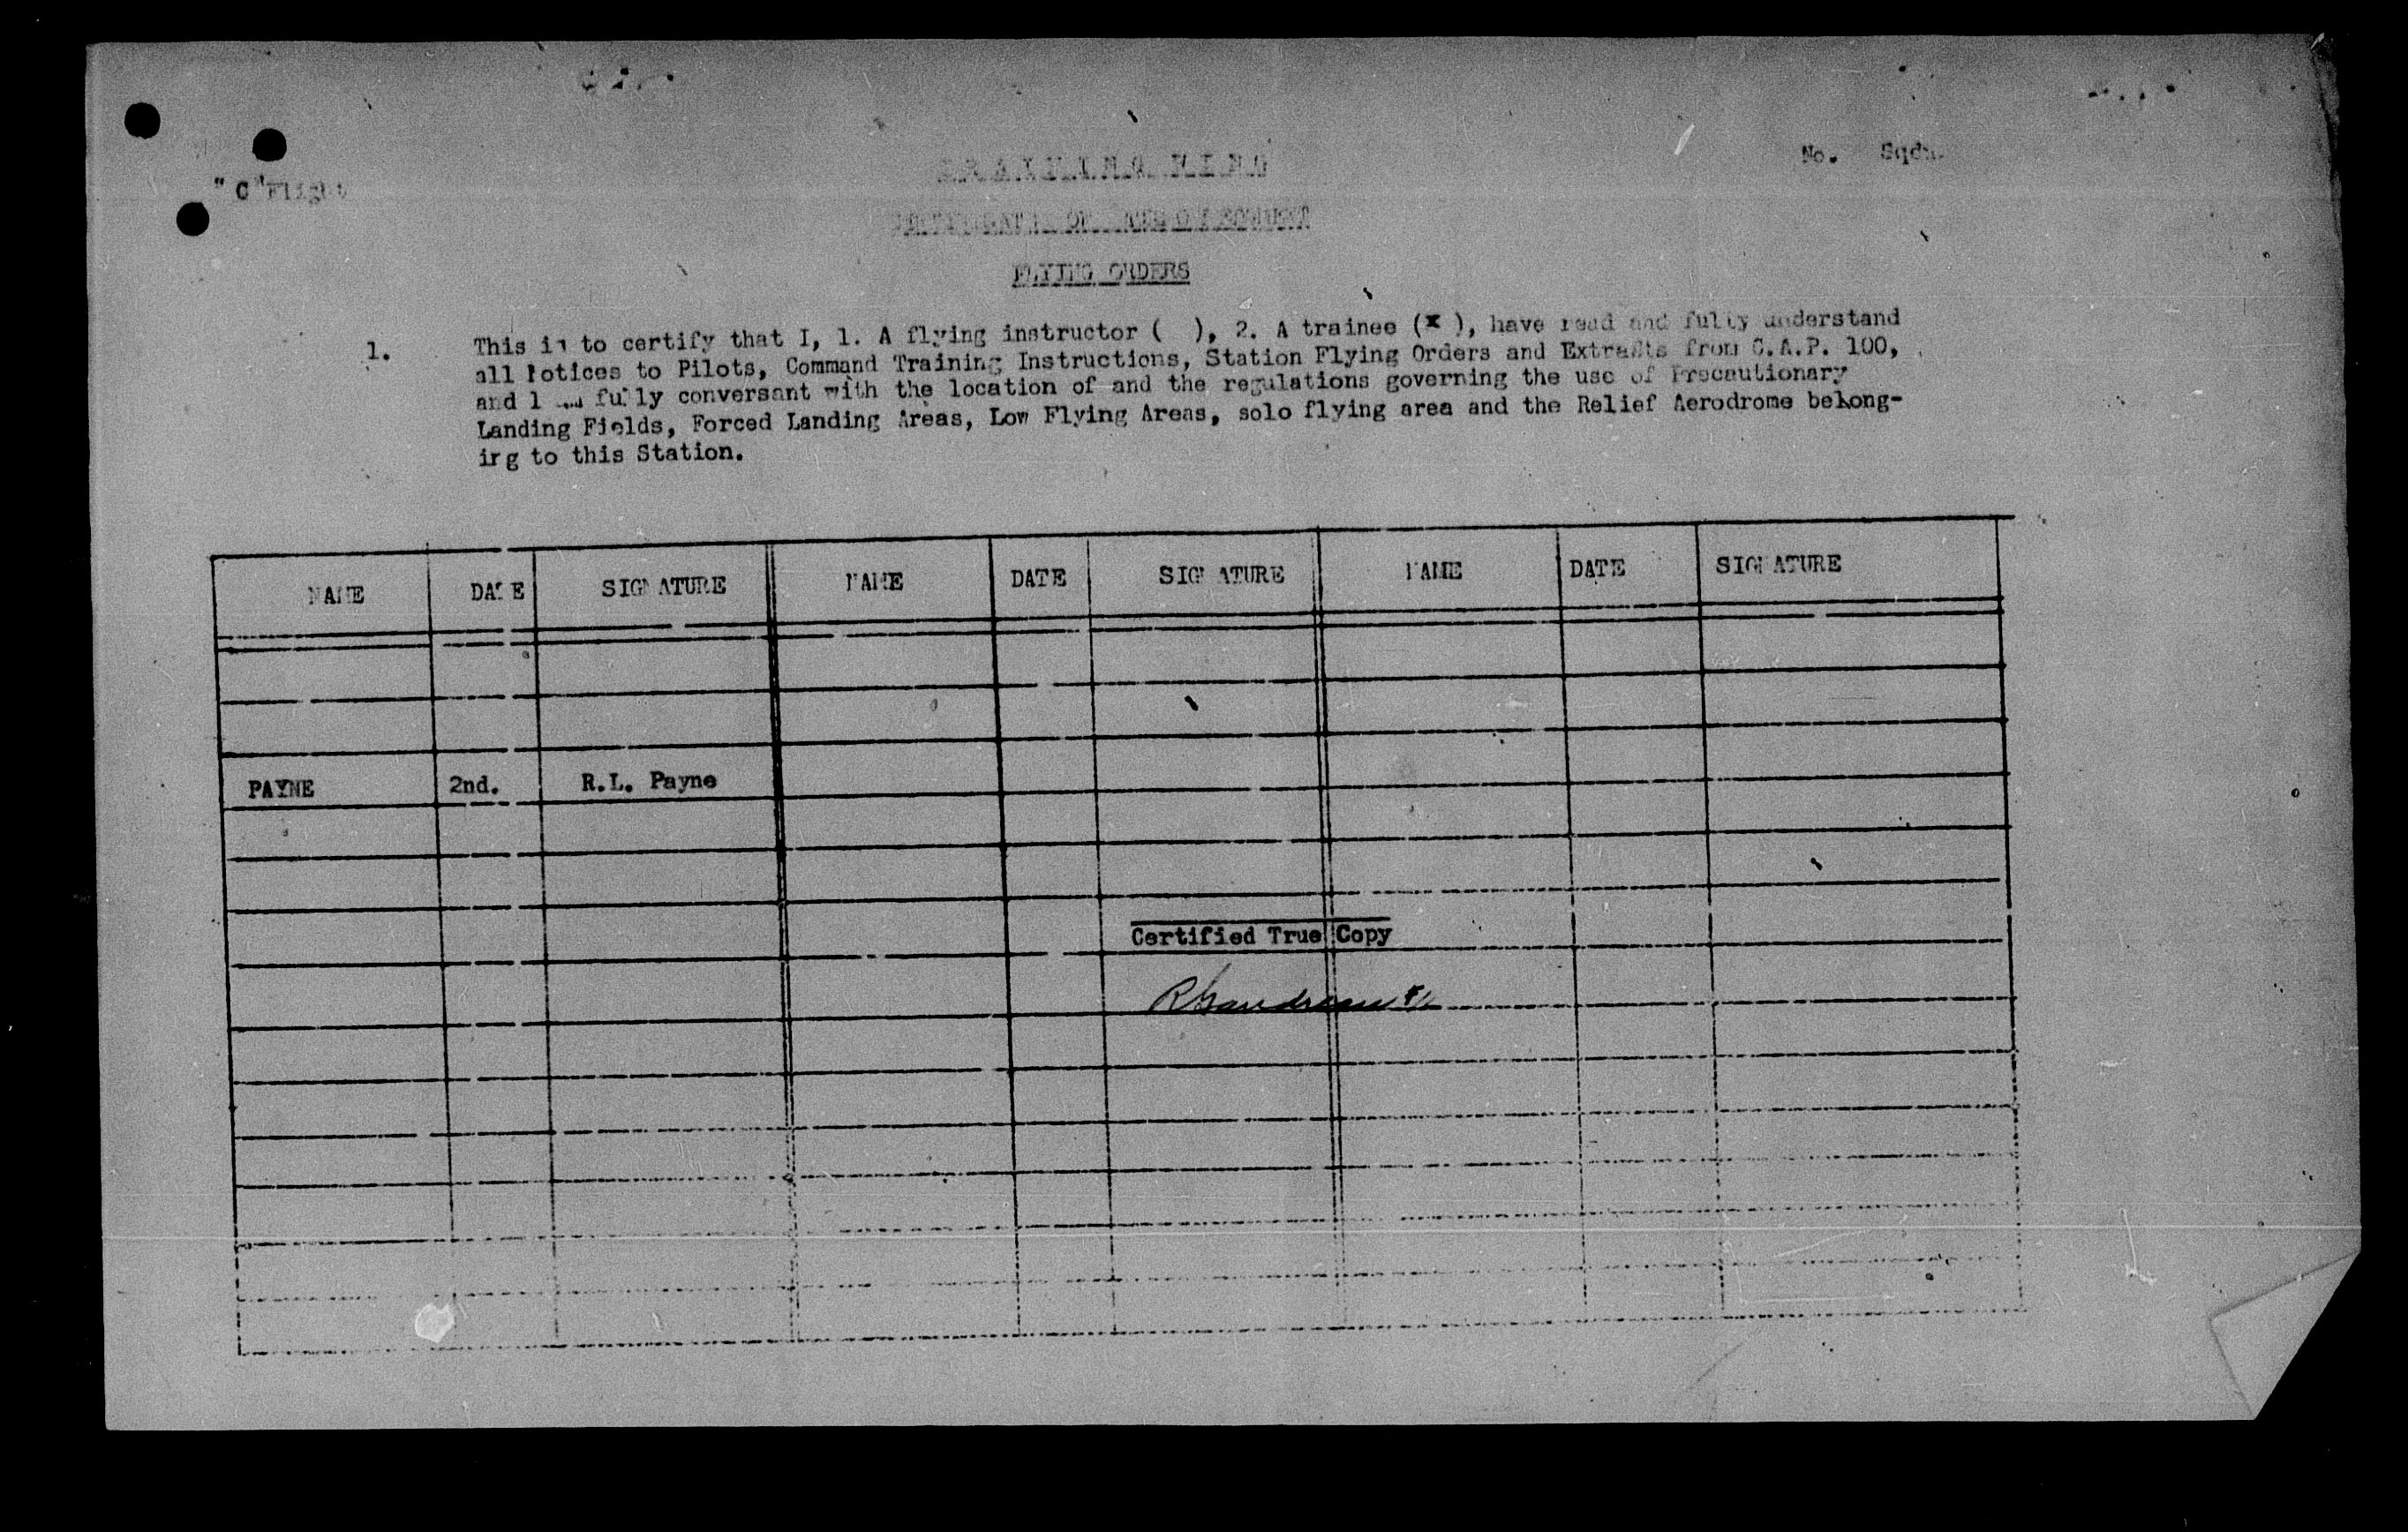 "C" Flight
No. Sqdn.
TRAINING WING
FLYING ORDERS
1. This is to certify that I, 1. A flying instructor ( ), 2. A trainee (x ), have read and fully understand
all Notices to Pilots, Command Training Instructions, Station Flying Orders and Extracts from C.A.P. 100,
and I am fully conversant with the location of and the regulations governing the use of Precautionary
Landing Fields, Forced Landing Areas, Low Flying Areas, solo flying area and the Relief Aerodrome belong-
ing to this Station.
NAME DATE SIGNATURE NAME DATE SIGNATURE NAME DATE SIGNATURE
PAYNE 2nd. R.L. Payne
Certified True Copy